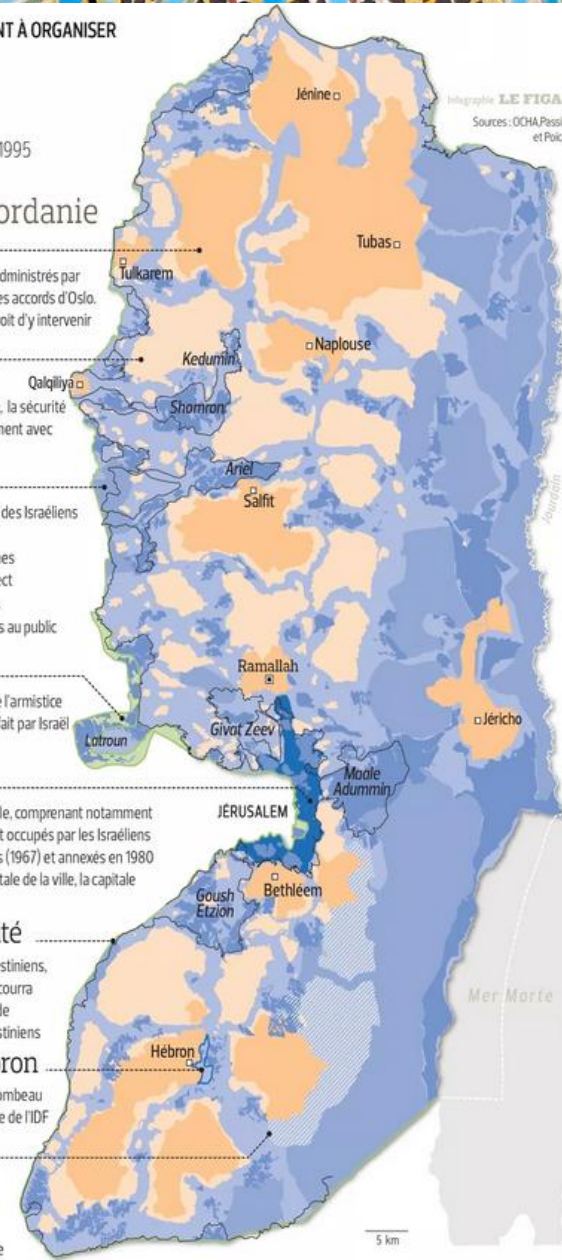 NT À ORGANISER
Infographie LE FIGA
Sources : OCHA,Passi
et Poic
1995
ordanie
dministrés par
es accords d'Oslo.
oit d'y intervenir
, la sécurité
ment avec
des Israéliens
ues
ect
s au public
e l'armistice
fait par Israël
le, comprenant notamment
t occupés par les Israéliens
s (1967) et annexés en 1980
tale de la ville, la capitale
té
stiniens,
courra
de
stiniens
ron
ombeau
e de l'IDF
e
Jénine
Tubas
Tulkarem
Naplouse
Kedumin
Qalqiliya
Shomron
Ariel
Salfit
Jourdain
Ramallah
Givat Zeev
Jéricho
Latroun
Maale
Adummin
JÉRUSALEM
Bethléem
Goush
Etzion
Mer Morte
Hébron
5 km